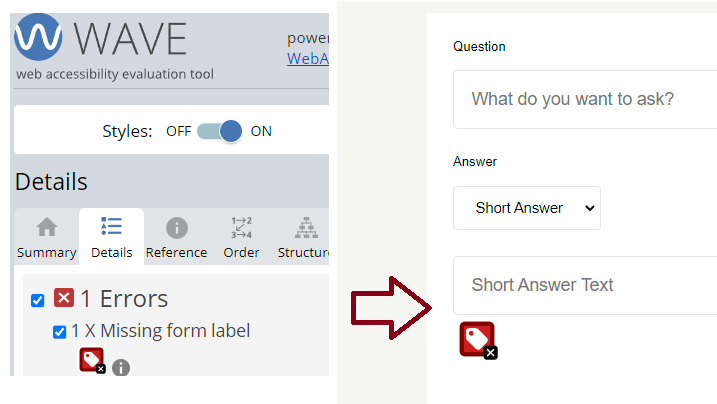 WAVE
web accessibility evaluation tool
power
WebA
Styles: OFF ON
Details
Summary Details Reference Order Structur
1 Errors
1 X Missing form label
Question
What do you want to ask?
Answer
Short Answer
Short Answer Text